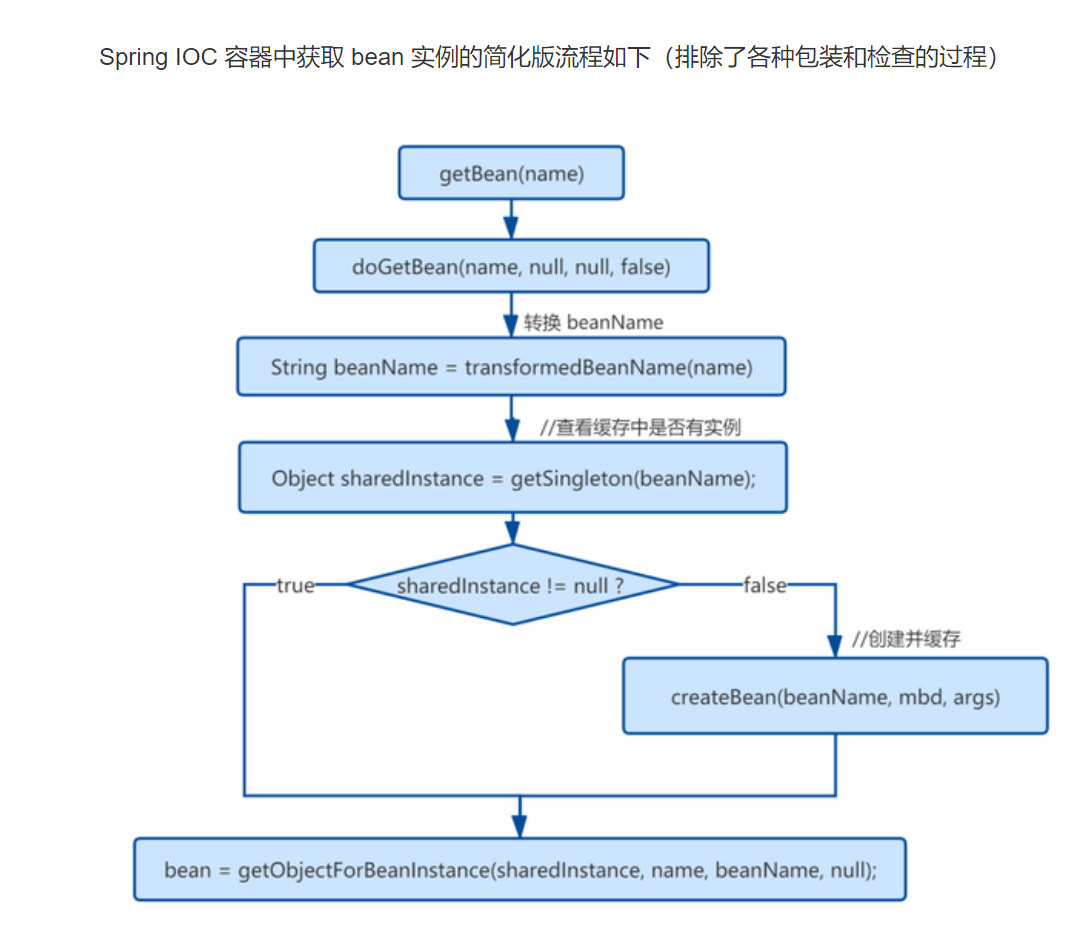 Spring IOC 容器中获取 bean 实例的简化版流程如下（排除了各种包装和检查的过程）
getBean(name)
doGetBean(name, null, null, false)
转换 beanName
String beanName = transformedBeanName(name)
//查看缓存中是否有实例
Object sharedInstance = getSingleton(beanName);
true
sharedInstance != null ?
false
//创建并缓存
createBean(beanName, mbd, args)
bean = getObjectForBeanInstance(sharedInstance, name, beanName, null);